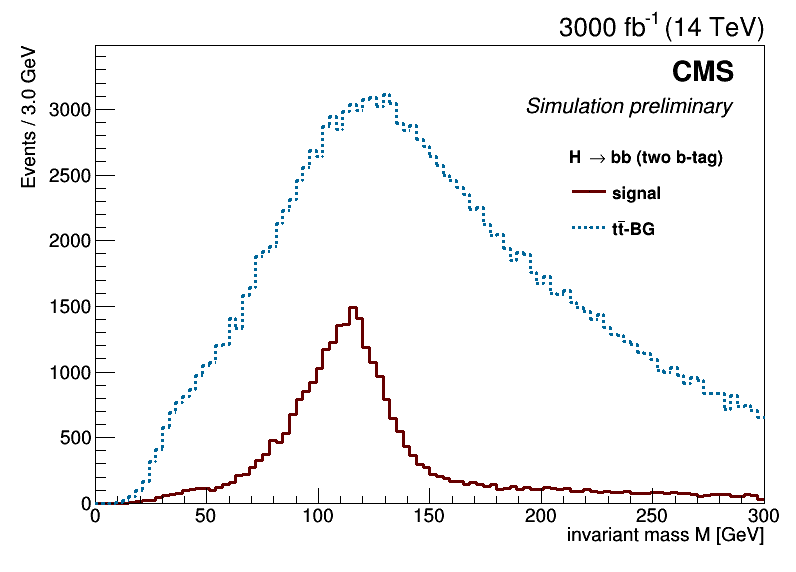 3000 fb⁻¹ (14 TeV)
Events / 3.0 GeV
CMS
Simulation preliminary
H → bb (two b-tag)
signal
tt̄-BG
3000
2500
2000
1500
1000
500
0
0 50 100 150 200 250 300
invariant mass M [GeV]